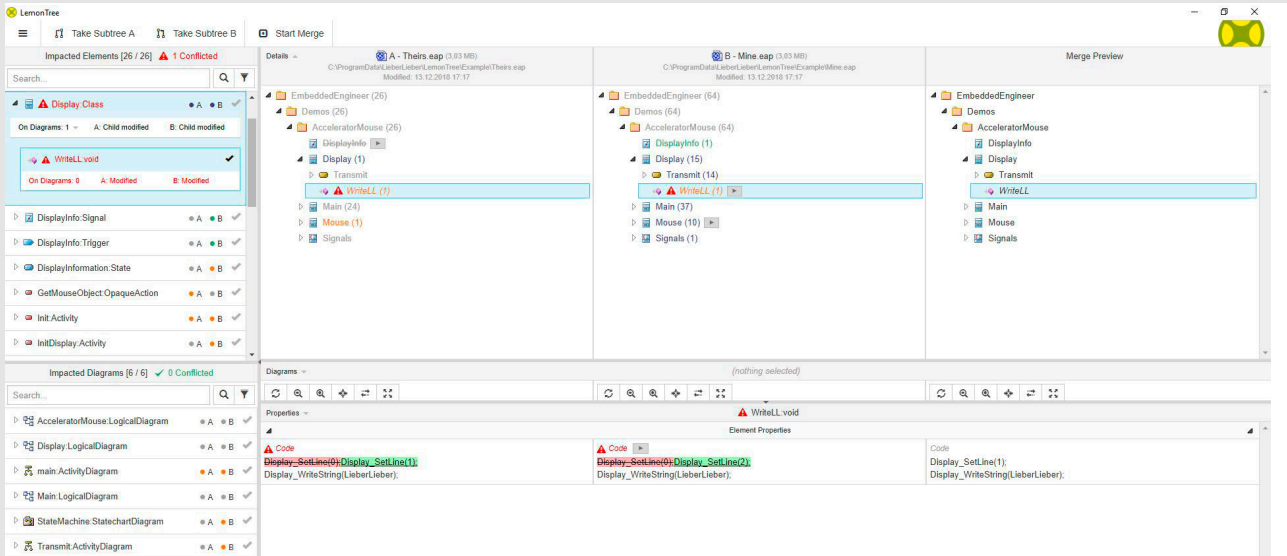 LemonTree
Take Subtree A
Take Subtree B
Start Merge
Impacted Elements [26 / 26] 1 Conflicted
Search...
Display:Class A B
On Diagrams: 1 A: Child modified B: Child modified
WriteLL:void
On Diagrams: 0 A: Modified B: Modified
DisplayInfo:Signal A B
DisplayInfo:Trigger A B
DisplayInformation:State A B
GetMouseObject:OpaqueAction A B
Init:Activity A B
InitDisplay:Activity A B
Impacted Diagrams [6 / 6] 0 Conflicted
Search...
AcceleratorMouse:LogicalDiagram A B
Display:LogicalDiagram A B
main:ActivityDiagram A B
Main:LogicalDiagram A B
StateMachine:StatechartDiagram A B
Transmit:ActivityDiagram A B
Details
A - Theirs.eap (3,03 MB)
C:\ProgramData\LieberLieber\LemonTree\Example\Theirs.eap
Modified: 13.12.2018 17:17
EmbeddedEngineer (26)
Demos (26)
AcceleratorMouse (26)
DisplayInfo
Display (1)
Transmit
WriteLL (1)
Main (24)
Mouse (1)
Signals
B - Mine.eap (3,03 MB)
C:\ProgramData\LieberLieber\LemonTree\Example\Mine.eap
Modified: 13.12.2018 17:17
EmbeddedEngineer (64)
Demos (64)
AcceleratorMouse (64)
DisplayInfo (1)
Display (15)
Transmit (14)
WriteLL (1)
Main (37)
Mouse (10)
Signals (1)
Merge Preview
EmbeddedEngineer
Demos
AcceleratorMouse
DisplayInfo
Display
Transmit
WriteLL
Main
Mouse
Signals
Diagrams
(nothing selected)
Properties
WriteLL:void
Element Properties
Code
Display_SetLine(0);Display_SetLine(1);
Display_WriteString(LieberLieber);
Code
Display_SetLine(0);Display_SetLine(2);
Display_WriteString(LieberLieber);
Code
Display_SetLine(1);
Display_WriteString(LieberLieber);